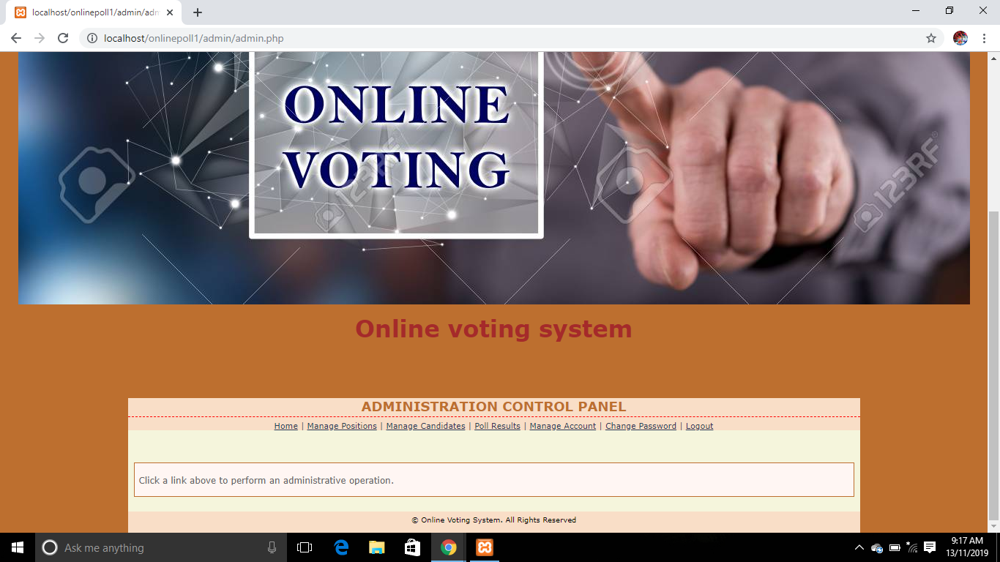 localhost/onlinepoll1/admin/adm
localhost/onlinepoll1/admin/admin.php
ONLINE
VOTING
123RF
123RF
Online voting system
ADMINISTRATION CONTROL PANEL
Home | Manage Positions | Manage Candidates | Poll Results | Manage Account | Change Password | Logout
Click a link above to perform an administrative operation.
© Online Voting System. All Rights Reserved
Ask me anything
9:17 AM
13/11/2019